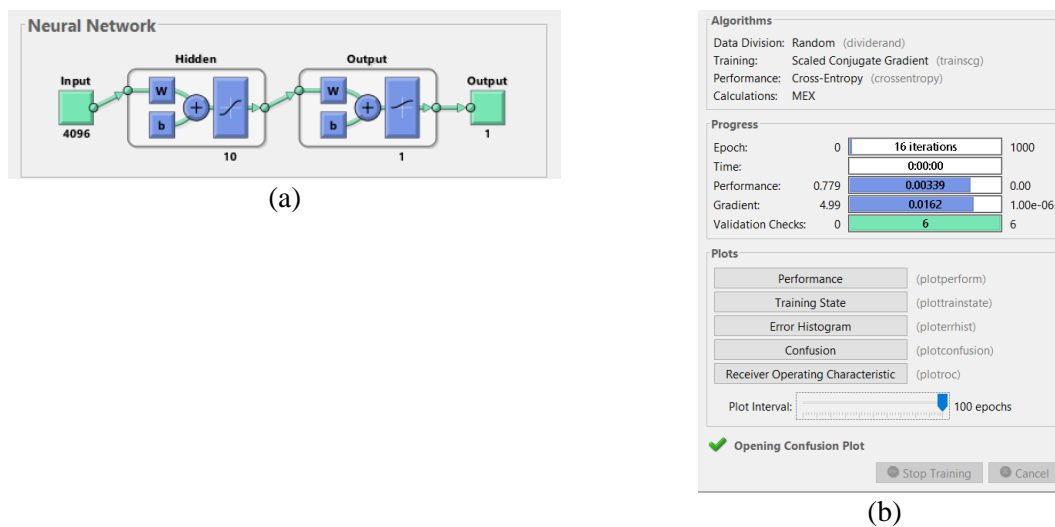 Neural Network
Hidden
Output
Input
W
b
W
b
Output
4096
10
1
1
(a)
Algorithms
Data Division: Random (dividerand)
Training: Scaled Conjugate Gradient (trainscg)
Performance: Cross-Entropy (crossentropy)
Calculations: MEX
Progress
Epoch: 0 16 iterations 1000
Time: 0:00:00
Performance: 0.779 0.00339 0.00
Gradient: 4.99 0.0162 1.00e-06
Validation Checks: 0 6 6
Plots
Performance (plotperform)
Training State (plottrainstate)
Error Histogram (ploterrhist)
Confusion (plotconfusion)
Receiver Operating Characteristic (plotroc)
Plot Interval: 100 epochs
Opening Confusion Plot
Stop Training Cancel
(b)